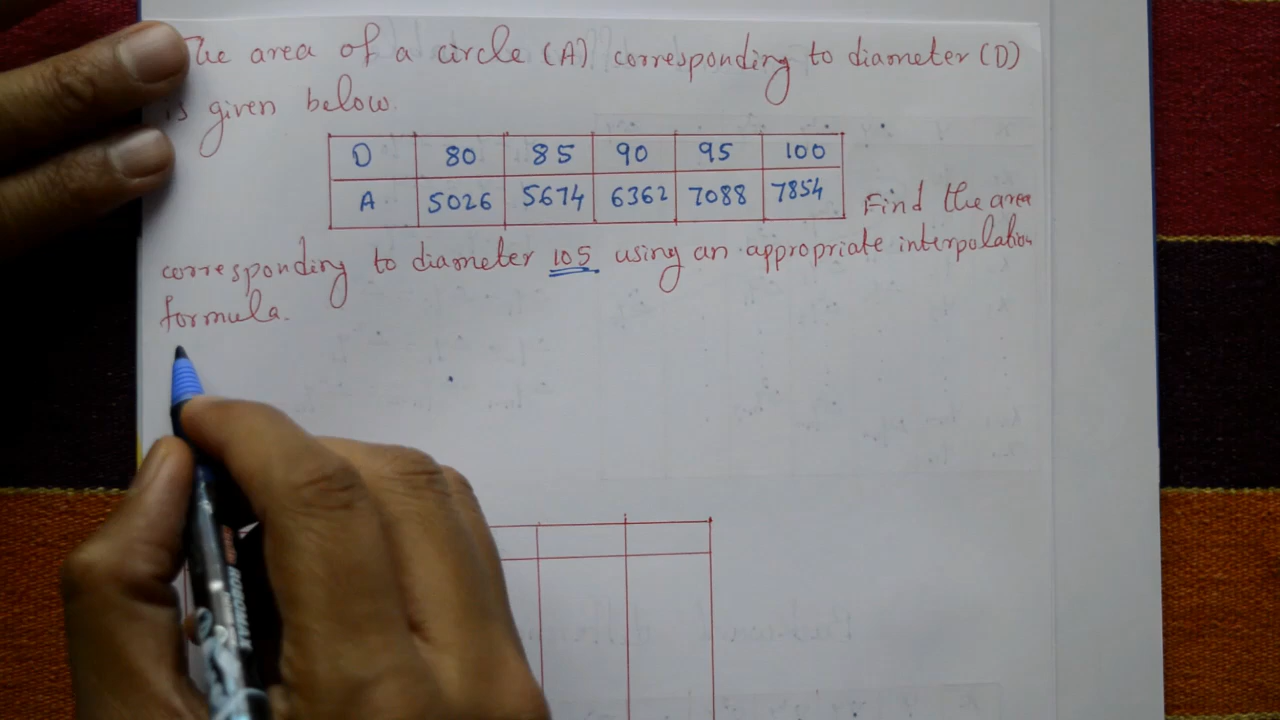 The area of a circle (A) corresponding to diameter (D)
is given below.
D 80 85 90 95 100
A 5026 5674 6362 7088 7854 Find the area
corresponding to diameter 105 using an appropriate interpolation
formula.